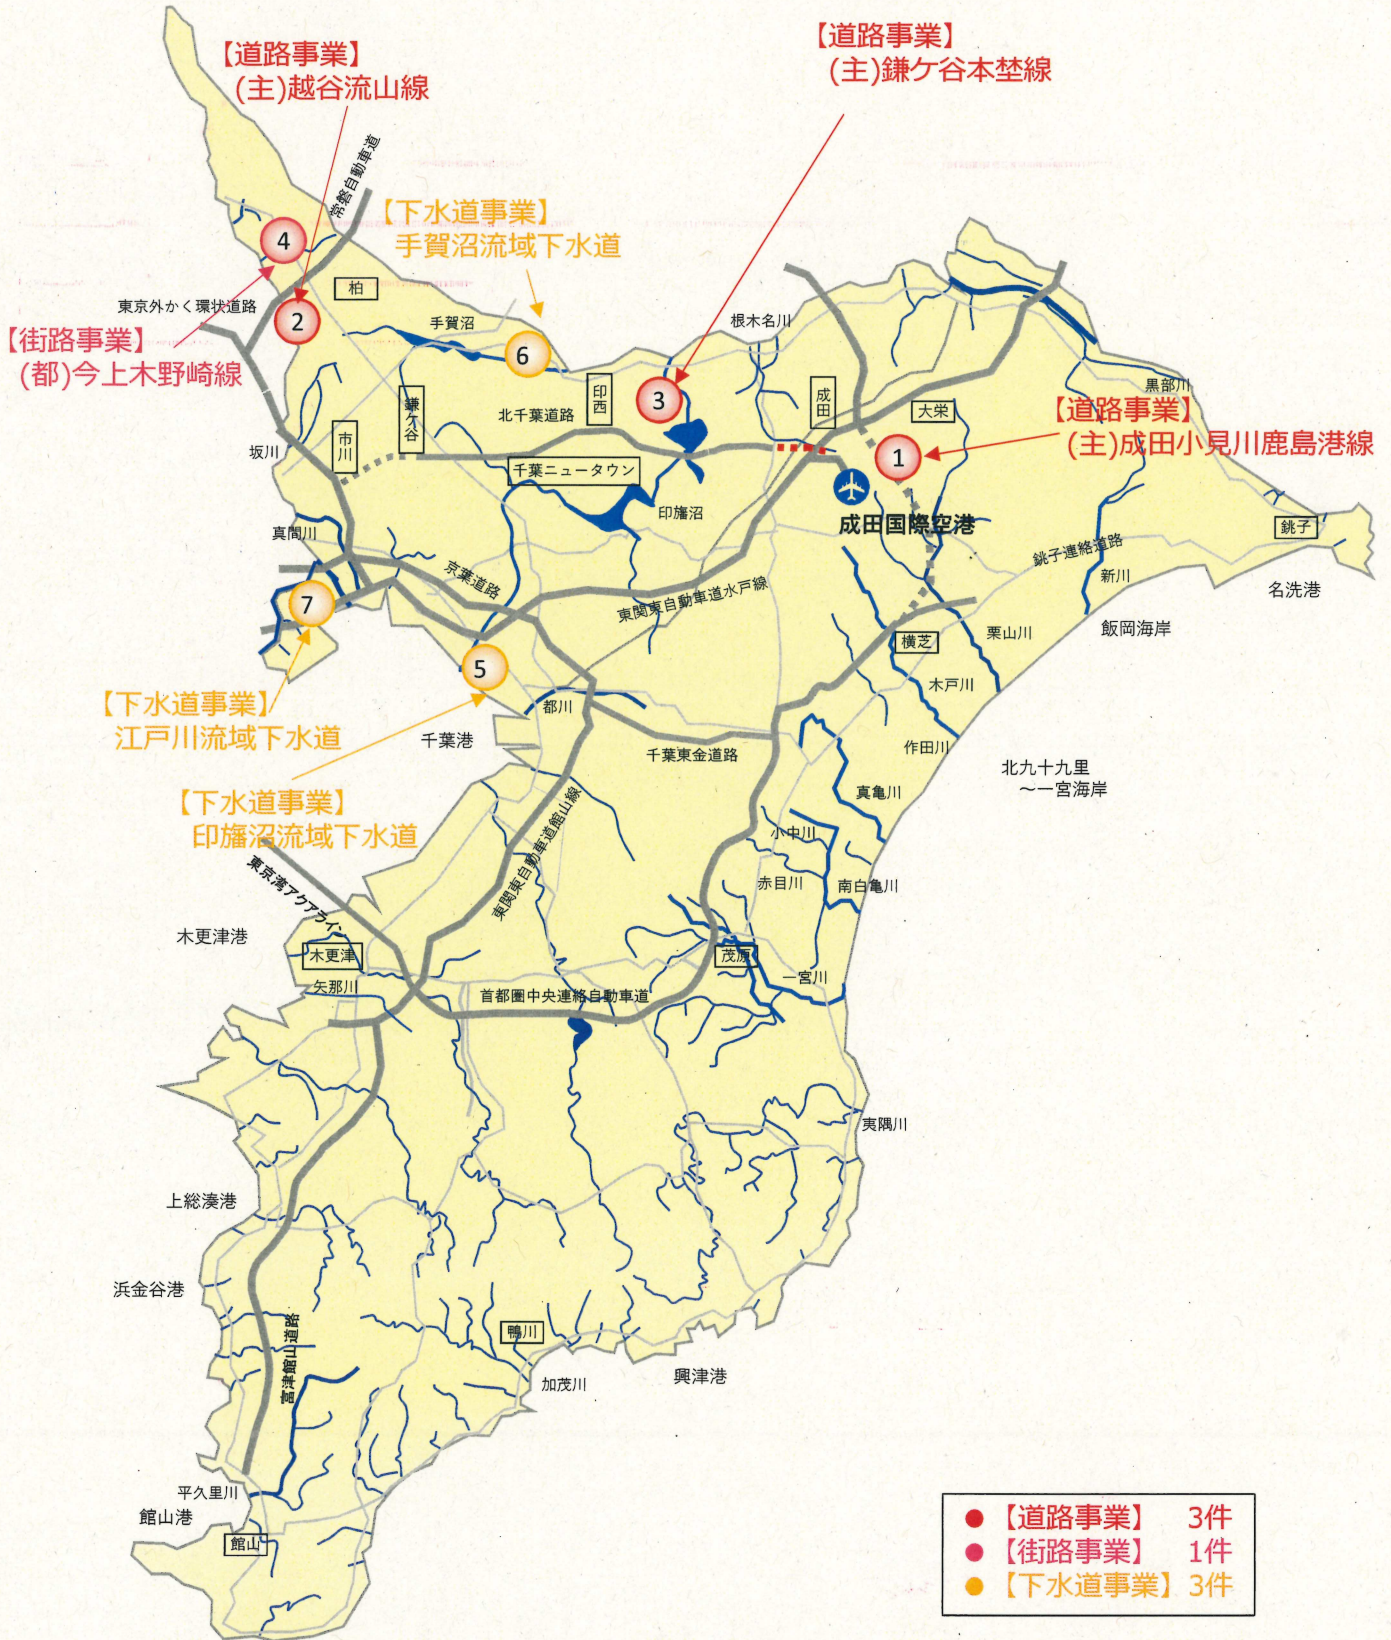 【道路事業】
(主)越谷流山線
【道路事業】
(主)鎌ケ谷本埜線
常磐自動車道
【下水道事業】
手賀沼流域下水道
4
柏
東京外かく環状道路
2
手賀沼
根木名川
【街路事業】
(都)今上木野崎線
6
印西
3
成田
黒部川
鎌ケ谷
北千葉道路
大栄
【道路事業】
(主)成田小見川鹿島港線
坂川
市川
千葉ニュータウン
1
印旛沼
成田国際空港
銚子
真間川
京葉道路
銚子連絡道路
新川
名洗港
7
東関東自動車道水戸線
栗山川
飯岡海岸
横芝
5
木戸川
【下水道事業】
江戸川流域下水道
都川
千葉港
千葉東金道路
作田川
北九十九里
～一宮海岸
【下水道事業】
印旛沼流域下水道
真亀川
小中川
東関東自動車道館山線
東京湾アクアライン
赤目川
南白亀川
木更津港
木更津
茂原
矢那川
一宮川
首都圏中央連絡自動車道
夷隅川
上総湊港
浜金谷港
富津館山道路
鴨川
加茂川
興津港
平久里川
館山港
館山
【道路事業】 3件
【街路事業】 1件
【下水道事業】 3件